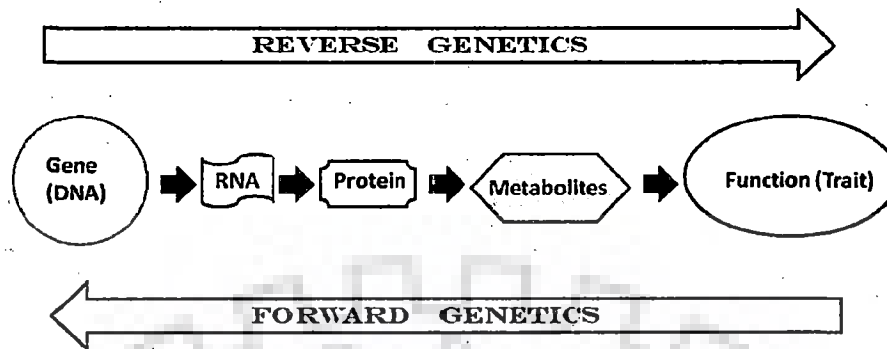 REVERSE GENETICS
Gene
(DNA)
RNA
Protein
Metabolites
Function (Trait)
FORWARD GENETICS